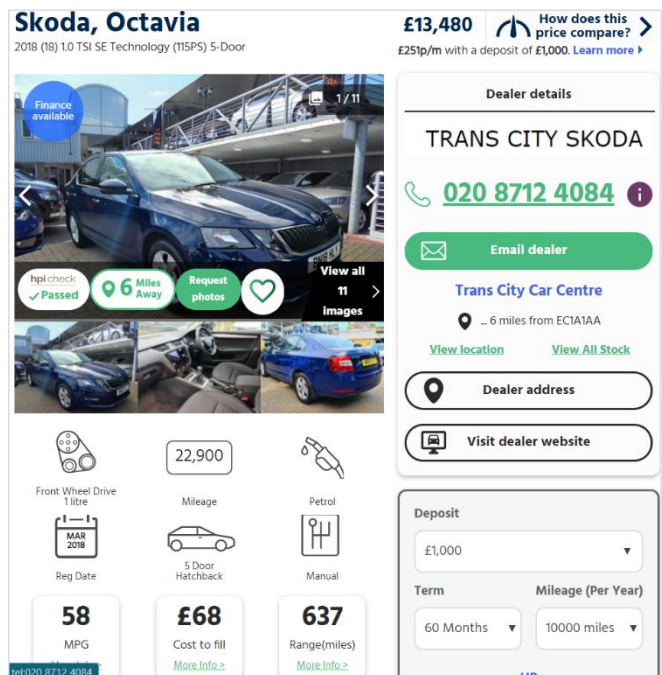 Skoda, Octavia
2018 (18) 1.0 TSI SE Technology (115PS) 5-Door
£13,480
How does this
price compare?
£251p/m with a deposit of £1,000. Learn more
Finance
available
1/11
hpi check
Passed
6 Miles
Away
Request
photos
View all
11
images
Front Wheel Drive
1 litre
22,900
Mileage
Petrol
MAR
2018
Reg Date
5 Door
Hatchback
Manual
58
MPG
£68
Cost to fill
More Info >
637
Range(miles)
More Info >
tel:020 8712 4084
Dealer details
TRANS CITY SKODA
020 8712 4084
i
Email dealer
Trans City Car Centre
... 6 miles from EC1A1AA
View location
View All Stock
Dealer address
Visit dealer website
Deposit
£1,000
Term
Mileage (Per Year)
60 Months
10000 miles